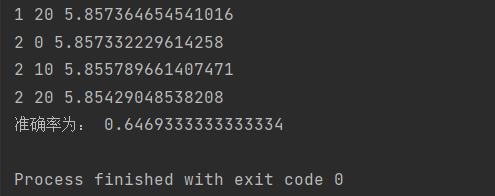 1 20 5.857364654541016
2 0 5.857332229614258
2 10 5.855789661407471
2 20 5.85429048538208
准确率为： 0.6469333333333334
Process finished with exit code 0